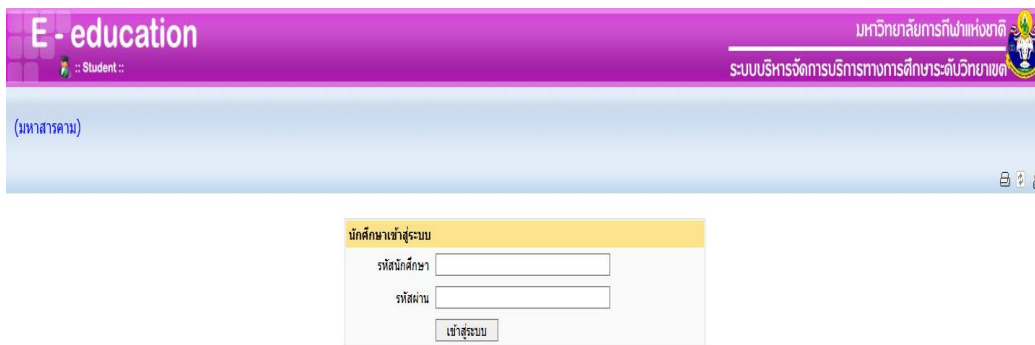 E - education
:: Student ::
มหาวิทยาลัยการกีฬาแห่งชาติ
ระบบบริหารจัดการบริการทางการศึกษาระดับวิทยาเขต
(มหาสารคาม)
นักศึกษาเข้าสู่ระบบ
รหัสนักศึกษา
รหัสผ่าน
เข้าสู่ระบบ